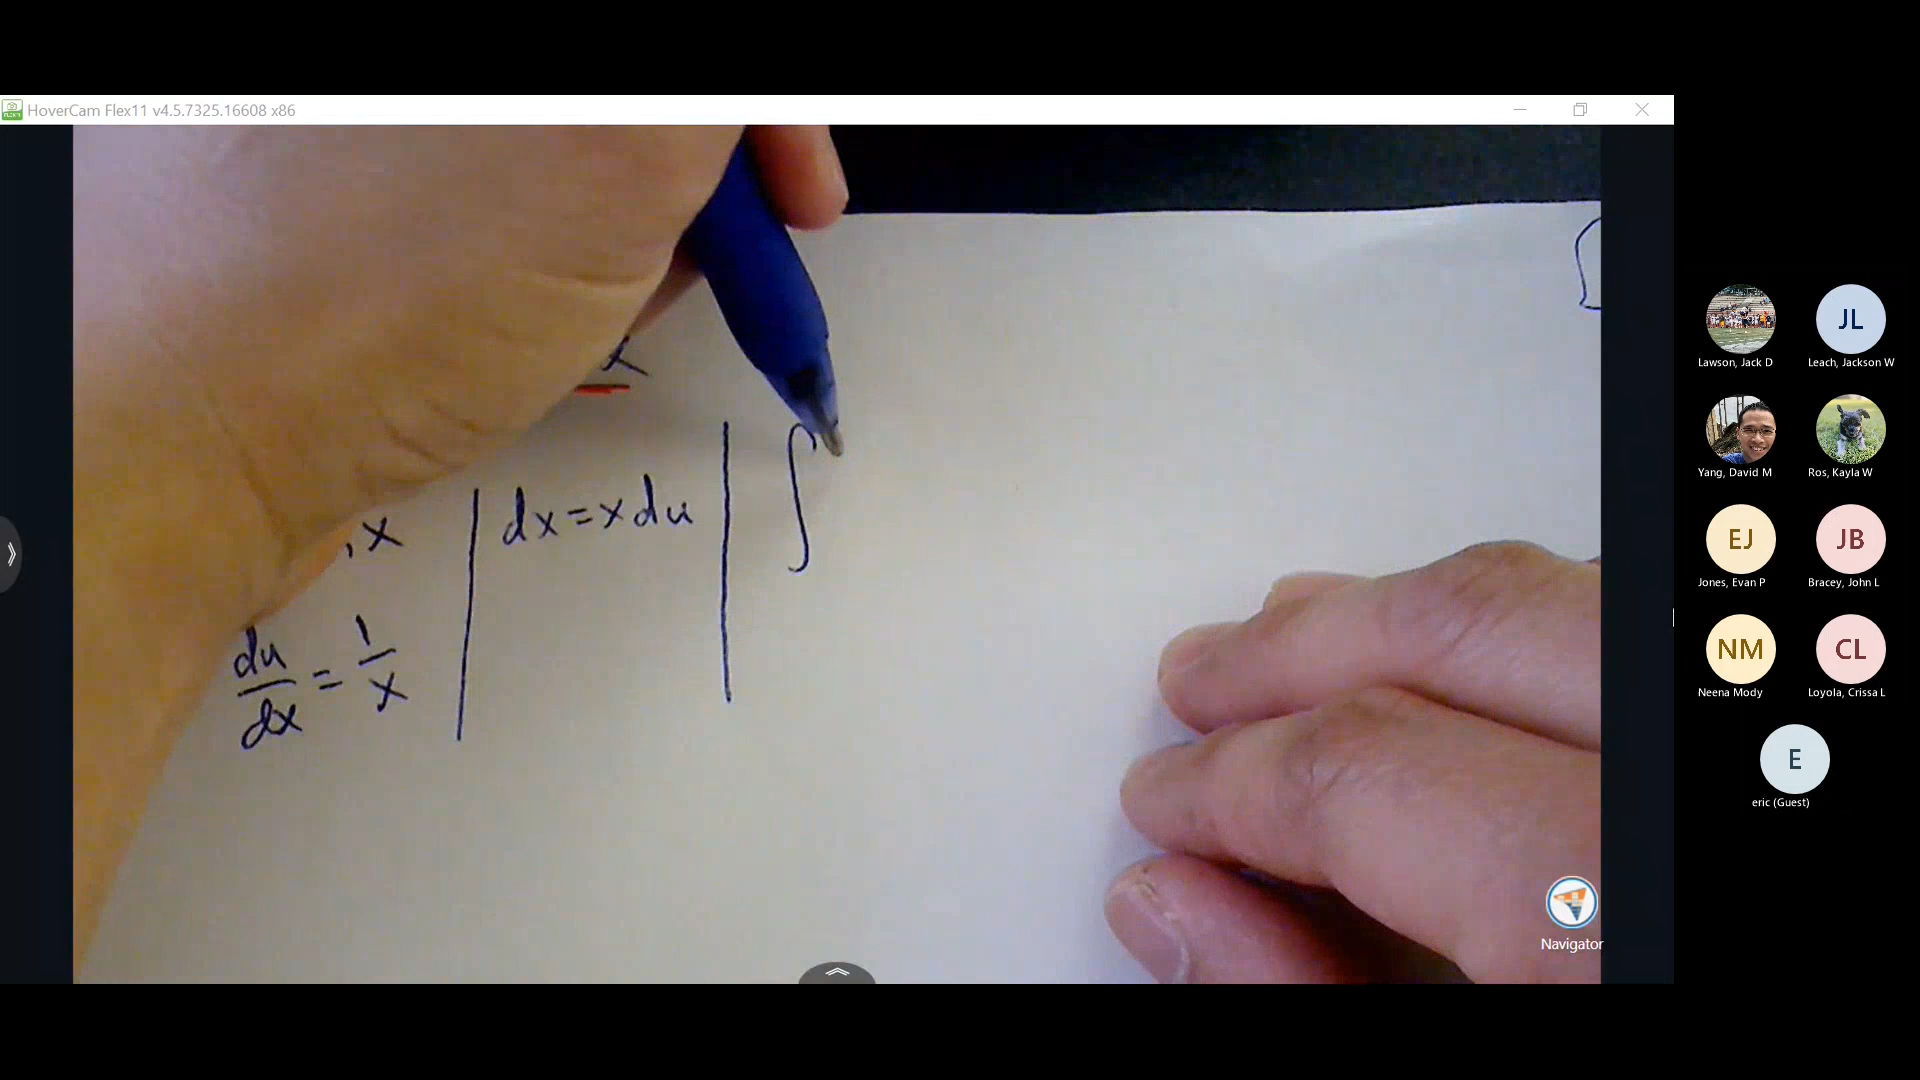 HoverCam Flex11 v4.5.7325.16608 x86
x
x
dx = x du
∫
du/dx = 1/x
Lawson, Jack D
JL
Leach, Jackson W
Yang, David M
Ros, Kayla W
EJ
Jones, Evan P
JB
Bracey, John L
NM
Neena Mody
CL
Loyola, Crissa L
E
eric (Guest)
Navigator